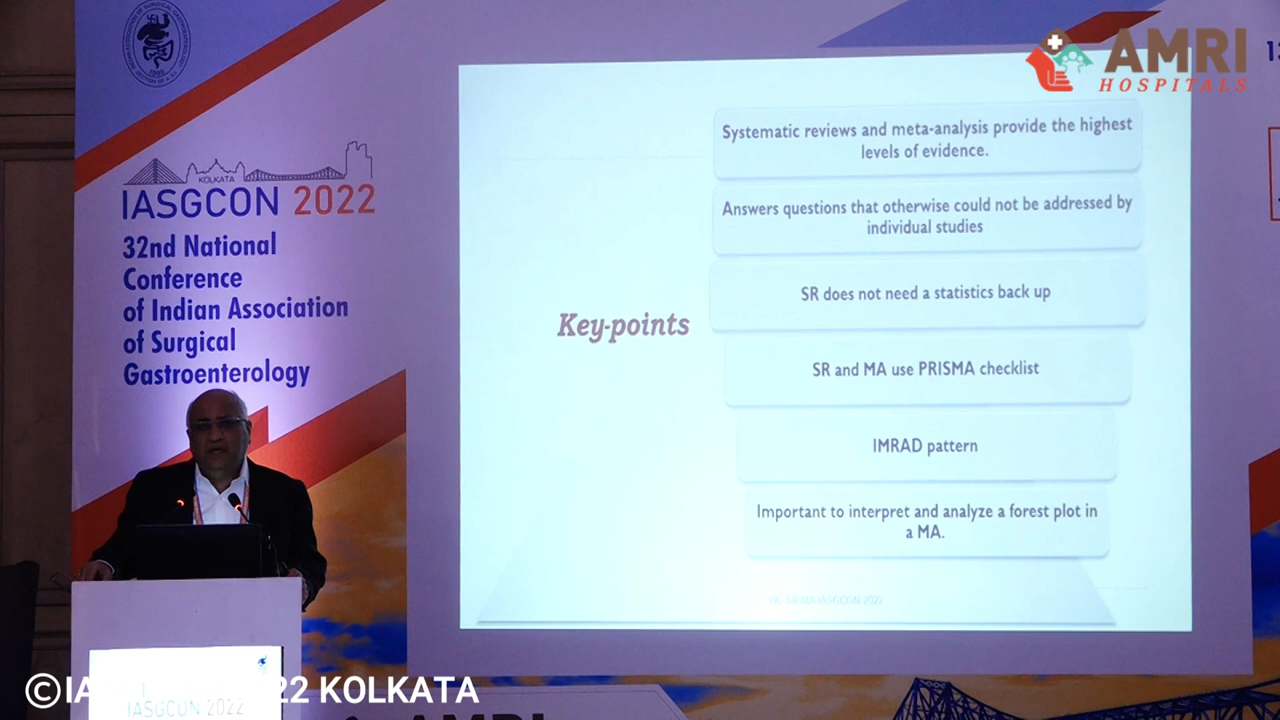 KOLKATA
IASGCON 2022
32nd National
Conference
of Indian Association
of Surgical
Gastroenterology
AMRI
HOSPITALS
Key-points
Systematic reviews and meta-analysis provide the highest
levels of evidence.
Answers questions that otherwise could not be addressed by
individual studies
SR does not need a statistics back up
SR and MA use PRISMA checklist
IMRAD pattern
Important to interpret and analyze a forest plot in
a MA.
IASGCON 2022
22 KOLKATA
AMRI